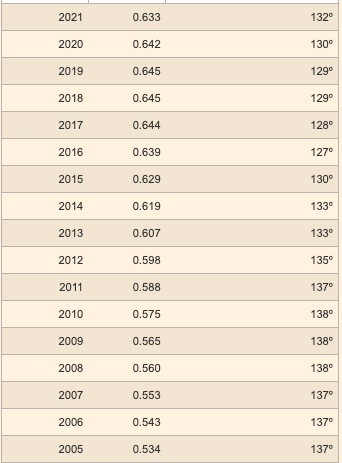 2021 0.633 132º
2020 0.642 130º
2019 0.645 129º
2018 0.645 129º
2017 0.644 128º
2016 0.639 127º
2015 0.629 130º
2014 0.619 133º
2013 0.607 133º
2012 0.598 135º
2011 0.588 137º
2010 0.575 138º
2009 0.565 138º
2008 0.560 138º
2007 0.553 137º
2006 0.543 137º
2005 0.534 137º